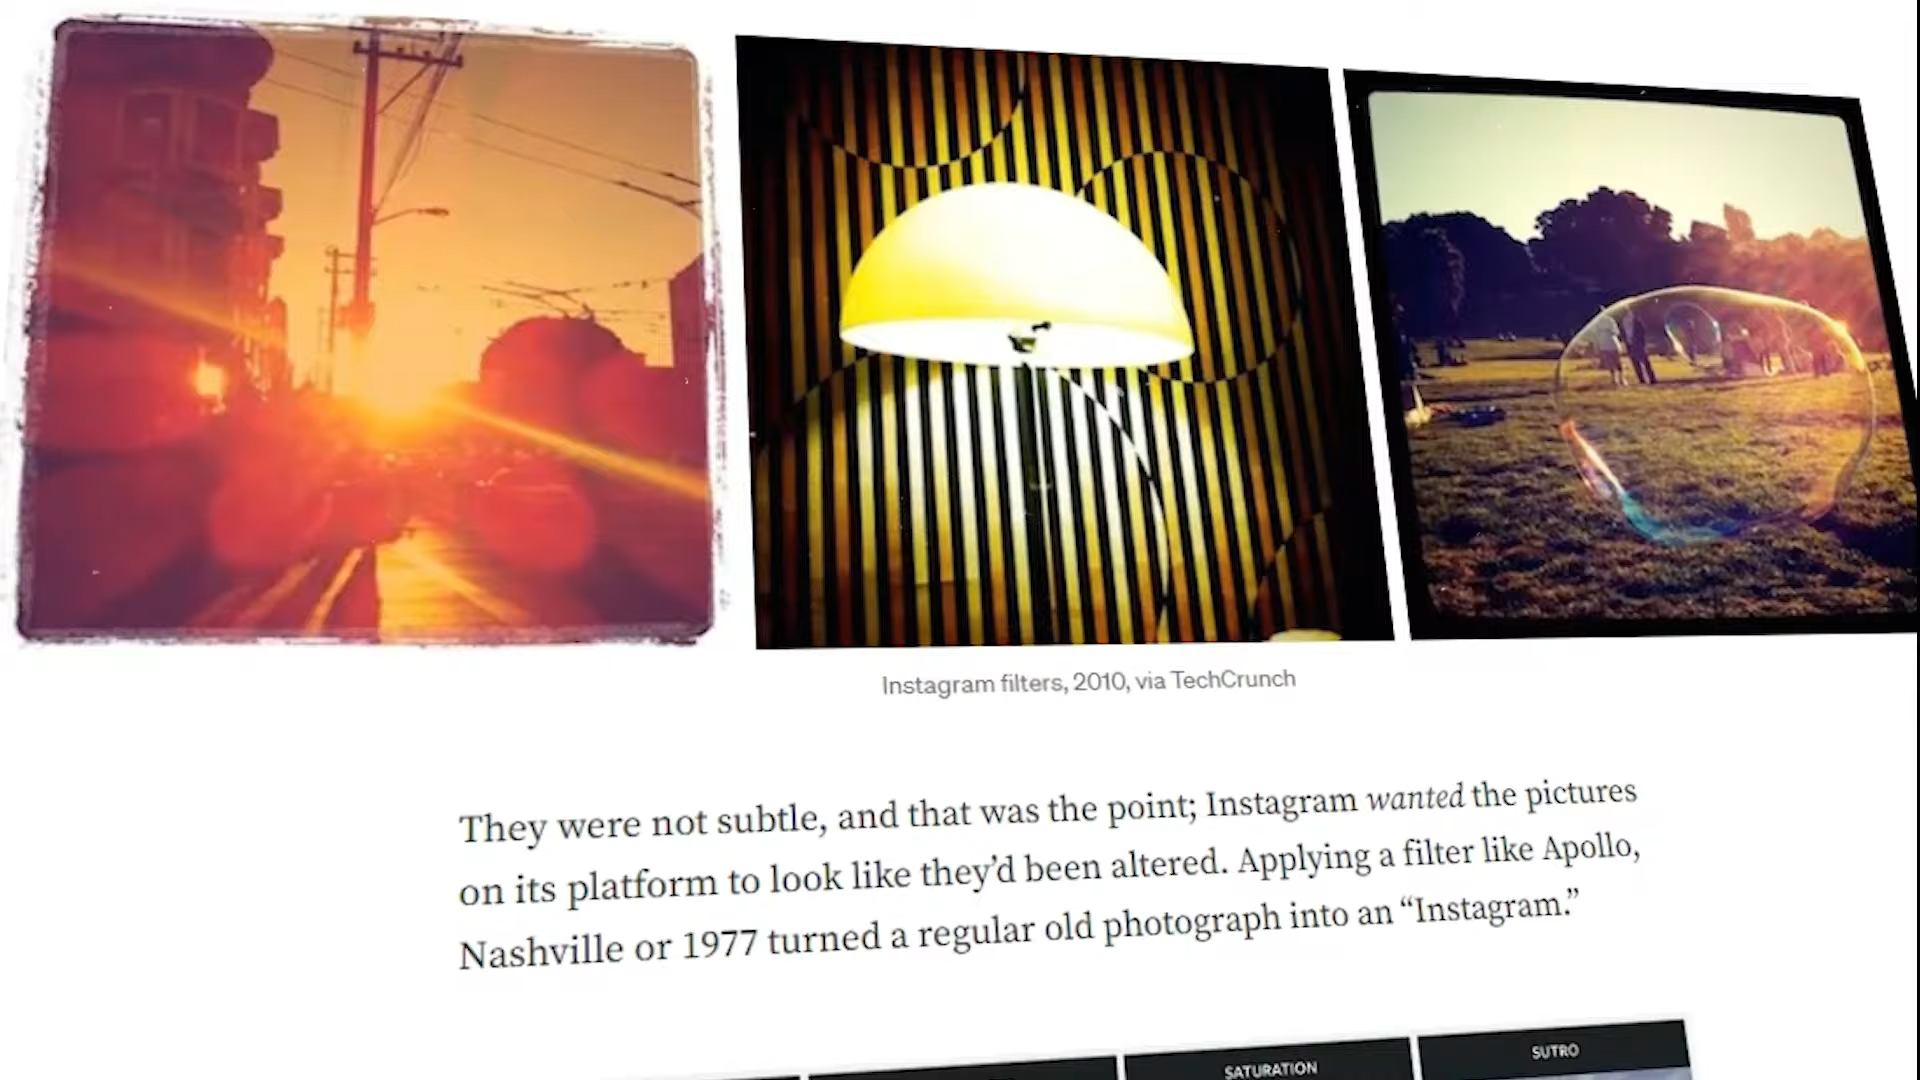 Instagram filters, 2010, via TechCrunch
They were not subtle, and that was the point; Instagram wanted the pictures
on its platform to look like they’d been altered. Applying a filter like Apollo,
Nashville or 1977 turned a regular old photograph into an “Instagram.”
SATURATION
SUTRO